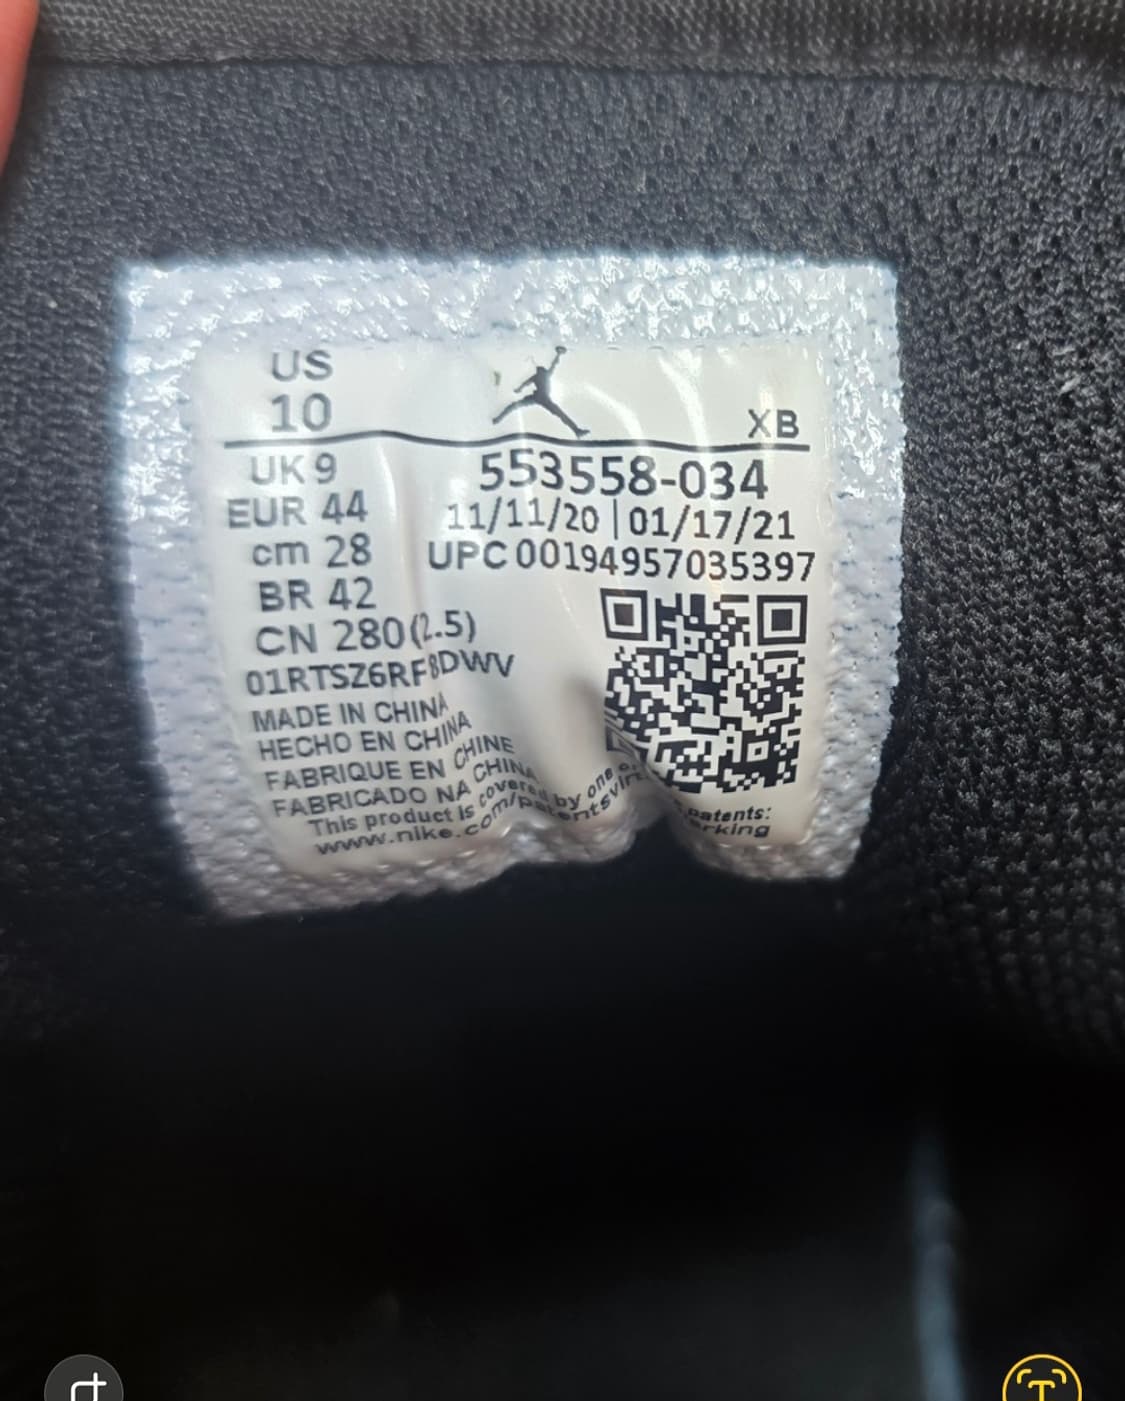 US
10
XB
UK 9
553558-034
EUR 44
11/11/20 | 01/17/21
cm 28
UPC 00194957035397
BR 42
CN 280(2.5)
01RTSZ6RF8DWV
MADE IN CHINA
HECHO EN CHINA
FABRIQUE EN CHINE
FABRICADO NA CHINA
This product is covered by one patents:
www.nike.com/patents